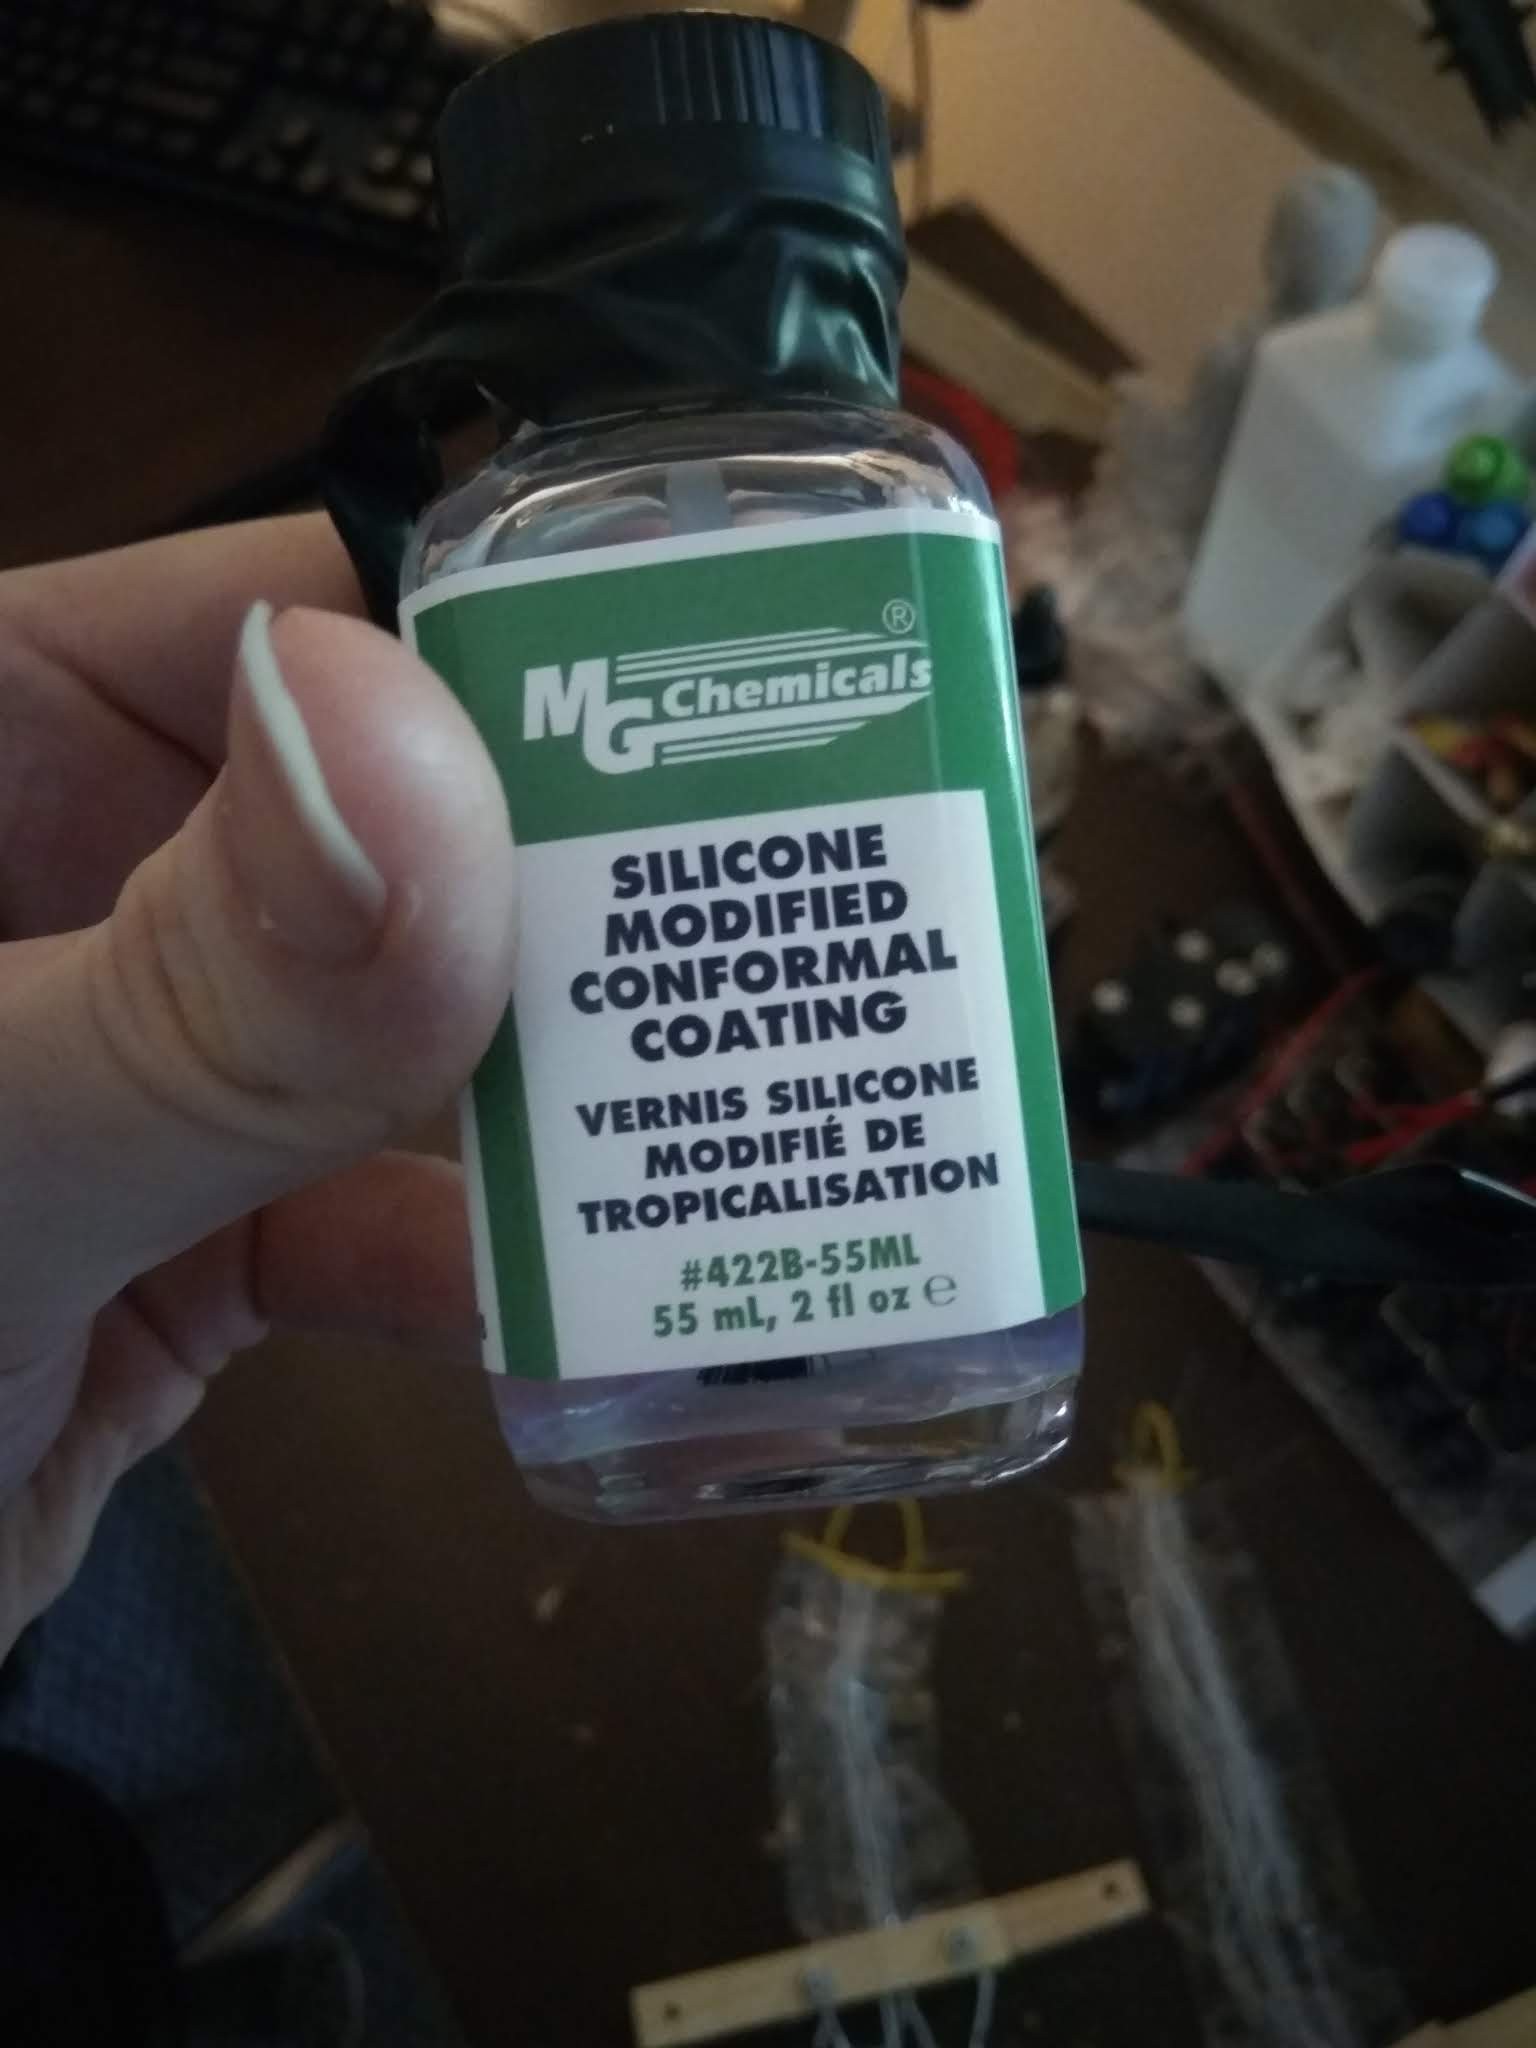 MG Chemicals®
SILICONE
MODIFIED
CONFORMAL
COATING
VERNIS SILICONE
MODIFIÉ DE
TROPICALISATION
#422B-55ML
55 mL, 2 fl oz ℮